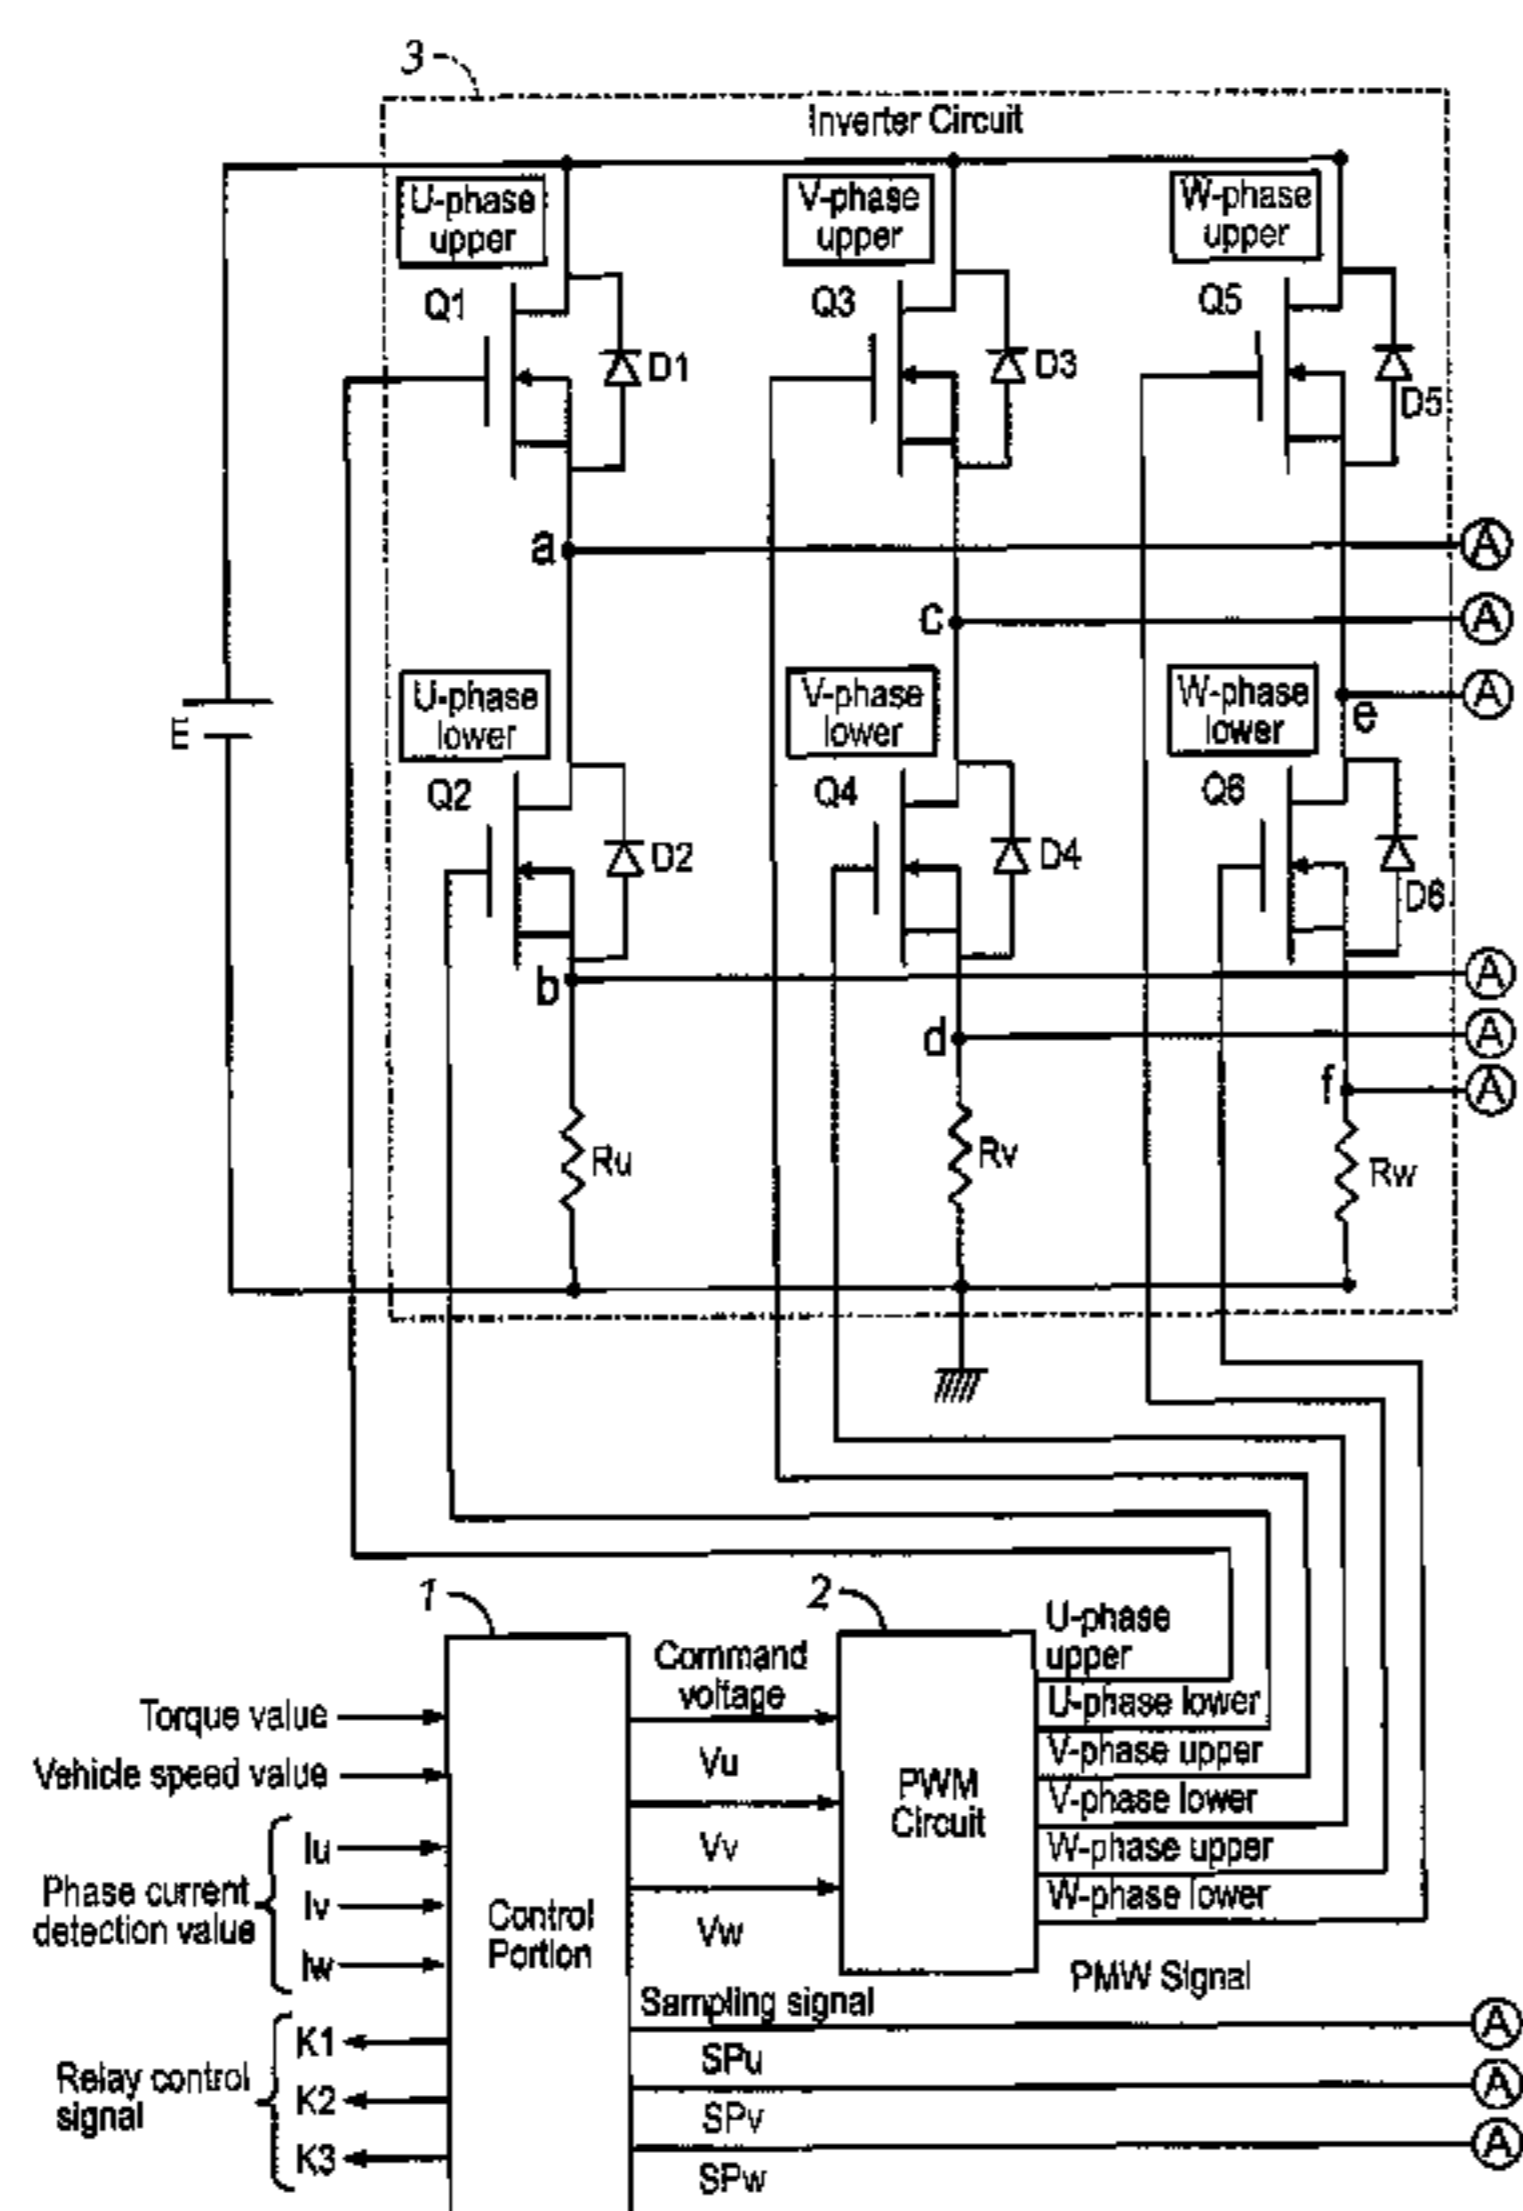 3
Inverter Circuit
U-phase
upper
V-phase
upper
W-phase
upper
Q1
Q3
Q5
D1
D3
D5
a
A
c
A
A
e
U-phase
lower
V-phase
lower
W-phase
lower
E
Q2
Q4
Q6
D2
D4
D6
b
A
d
A
f
A
Ru
Rv
Rw
1
2
Command
voltage
U-phase
upper
Torque value
U-phase lower
Vehicle speed value
Vu
V-phase upper
PWM
Circuit
V-phase lower
Iu
Vv
W-phase upper
Phase current
detection value
Iv
W-phase lower
Control
Portion
Vw
Iw
PMW Signal
Sampling signal
A
K1
SPu
Relay control
signal
K2
A
SPv
K3
A
SPw